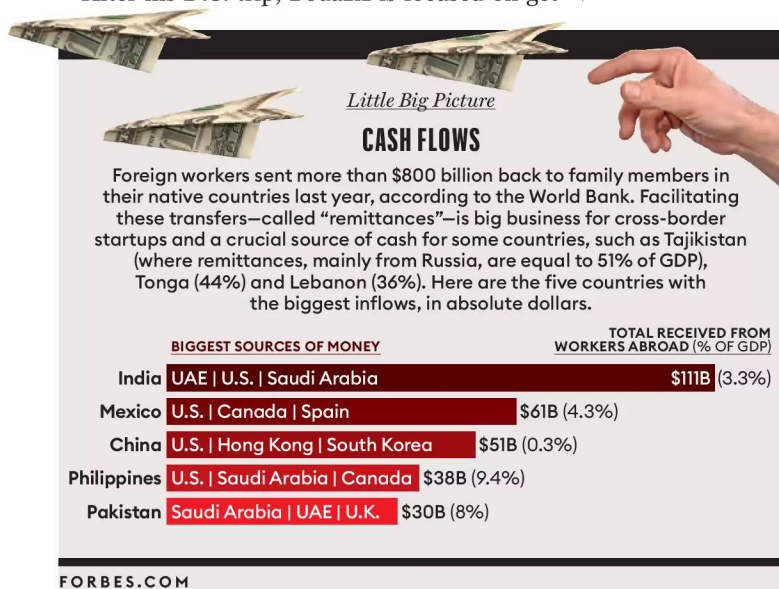 Little Big Picture
CASH FLOWS
Foreign workers sent more than $800 billion back to family members in
their native countries last year, according to the World Bank. Facilitating
these transfers—called “remittances”—is big business for cross-border
startups and a crucial source of cash for some countries, such as Tajikistan
(where remittances, mainly from Russia, are equal to 51% of GDP),
Tonga (44%) and Lebanon (36%). Here are the five countries with
the biggest inflows, in absolute dollars.
BIGGEST SOURCES OF MONEY
TOTAL RECEIVED FROM
WORKERS ABROAD (% OF GDP)
India UAE | U.S. | Saudi Arabia $111B (3.3%)
Mexico U.S. | Canada | Spain $61B (4.3%)
China U.S. | Hong Kong | South Korea $51B (0.3%)
Philippines U.S. | Saudi Arabia | Canada $38B (9.4%)
Pakistan Saudi Arabia | UAE | U.K. $30B (8%)
FORBES.COM